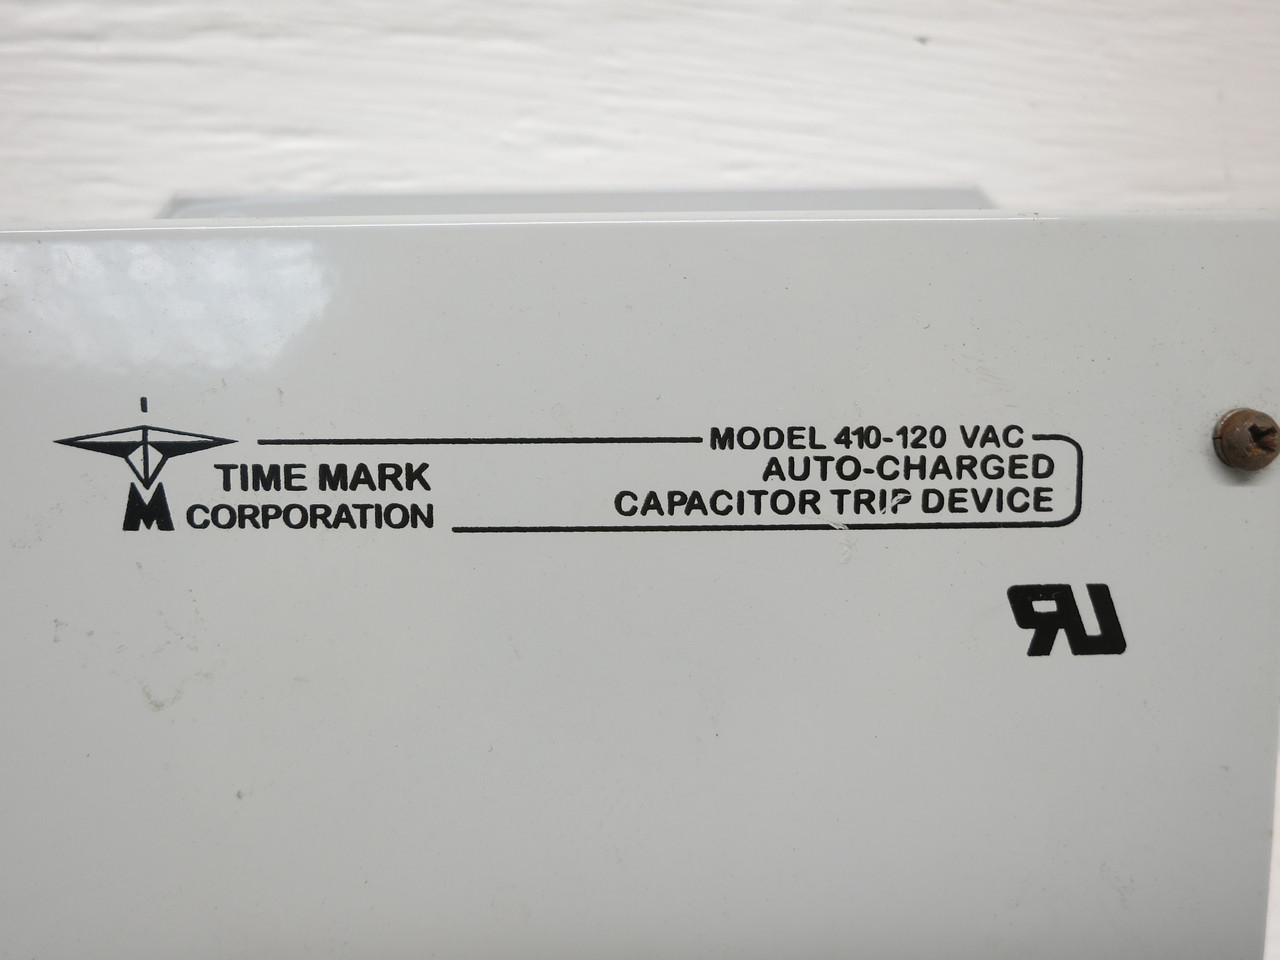 TIME MARK
CORPORATION
MODEL 410-120 VAC
AUTO-CHARGED
CAPACITOR TRIP DEVICE